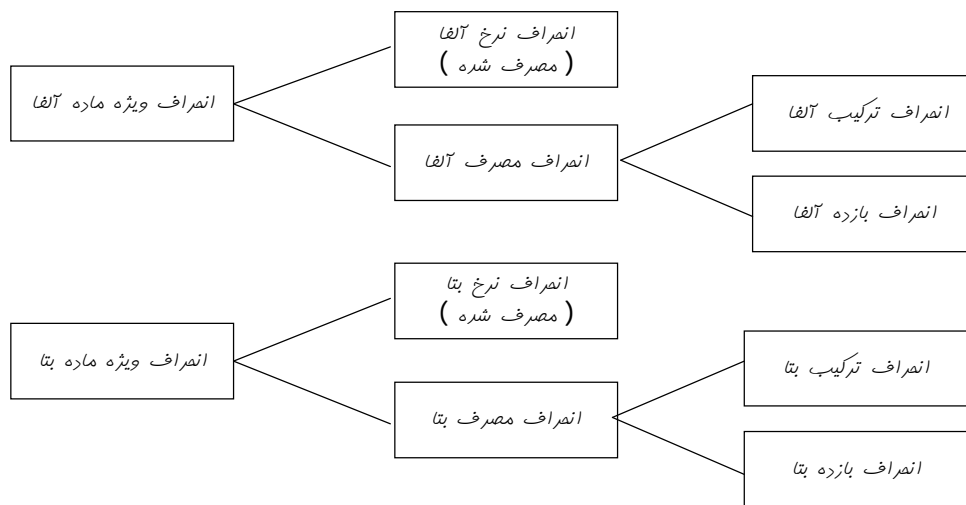 انحراف نرخ آلفا
( مصرف شده )
انحراف ویژه ماده آلفا
انحراف ترکیب آلفا
انحراف مصرف آلفا
انحراف بازده آلفا
انحراف نرخ بتا
( مصرف شده )
انحراف ویژه ماده بتا
انحراف ترکیب بتا
انحراف مصرف بتا
انحراف بازده بتا